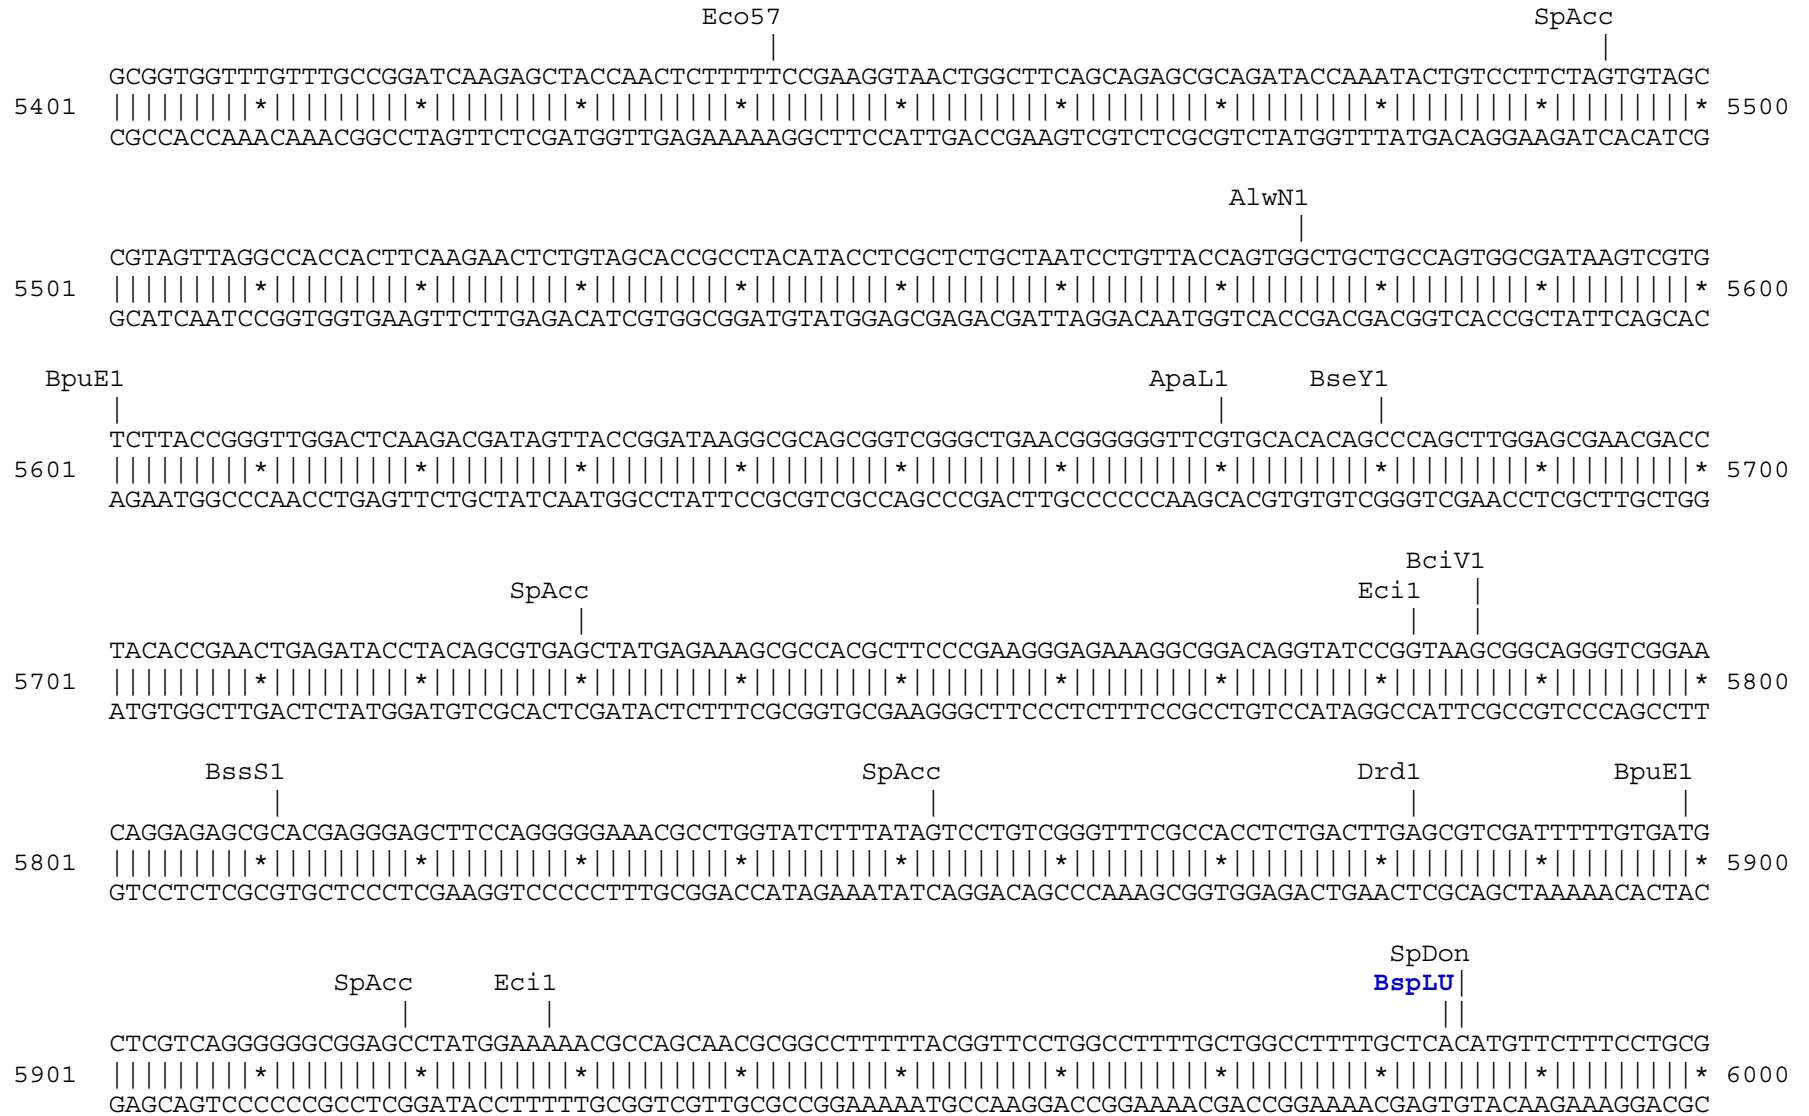 Eco57 SpAcc
| |
GCGGTGGTTTGTTTGCCGGATCAAGAGCTACCAACTCTTTTTCCGAAGGTAACTGGCTTCAGCAGAGCGCAGATACCAAATACTGTCCTTCTAGTGTAGC
5401 |||||||||*|||||||||*|||||||||*|||||||||*|||||||||*|||||||||*|||||||||*|||||||||*|||||||||*|||||||||* 5500
CGCCACCAAACAAACGGCCTAGTTCTCGATGGTTGAGAAAAAGGCTTCCATTGACCGAAGTCGTCTCGCGTCTATGGTTTATGACAGGAAGATCACATCG
AlwN1
|
CGTAGTTAGGCCACCACTTCAAGAACTCTGTAGCACCGCCTACATACCTCGCTCTGCTAATCCTGTTACCAGTGGCTGCTGCCAGTGGCGATAAGTCGTG
5501 |||||||||*|||||||||*|||||||||*|||||||||*|||||||||*|||||||||*|||||||||*|||||||||*|||||||||*|||||||||* 5600
GCATCAATCCGGTGGTGAAGTTCTTGAGACATCGTGGCGGATGTATGGAGCGAGACGATTAGGACAATGGTCACCGACGACGGTCACCGCTATTCAGCAC
BpuE1 ApaL1 BseY1
| | |
TCTTACCGGGTTGGACTCAAGACGATAGTTACCGGATAAGGCGCAGCGGTCGGGCTGAACGGGGGGTTCGTGCACACAGCCCAGCTTGGAGCGAACGACC
5601 |||||||||*|||||||||*|||||||||*|||||||||*|||||||||*|||||||||*|||||||||*|||||||||*|||||||||*|||||||||* 5700
AGAATGGCCCAACCTGAGTTCTGCTATCAATGGCCTATTCCGCGTCGCCAGCCCGACTTGCCCCCCAAGCACGTGTGTCGGGTCGAACCTCGCTTGCTGG
BciV1
SpAcc Eci1 |
| | |
TACACCGAACTGAGATACCTACAGCGTGAGCTATGAGAAAGCGCCACGCTTCCCGAAGGGAGAAAGGCGGACAGGTATCCGGTAAGCGGCAGGGTCGGAA
5701 |||||||||*|||||||||*|||||||||*|||||||||*|||||||||*|||||||||*|||||||||*|||||||||*|||||||||*|||||||||* 5800
ATGTGGCTTGACTCTATGGATGTCGCACTCGATACTCTTTCGCGGTGCGAAGGGCTTCCCTCTTTCCGCCTGTCCATAGGCCATTCGCCGTCCCAGCCTT
BssS1 SpAcc Drd1 BpuE1
| | | |
CAGGAGAGCGCACGAGGGAGCTTCCAGGGGGAAACGCCTGGTATCTTTATAGTCCTGTCGGGTTTCGCCACCTCTGACTTGAGCGTCGATTTTTGTGATG
5801 |||||||||*|||||||||*|||||||||*|||||||||*|||||||||*|||||||||*|||||||||*|||||||||*|||||||||*|||||||||* 5900
GTCCTCTCGCGTGCTCCCTCGAAGGTCCCCCTTTGCGGACCATAGAAATATCAGGACAGCCCAAAGCGGTGGAGACTGAACTCGCAGCTAAAAACACTAC
SpDon
SpAcc Eci1 BspLU|
| | ||
CTCGTCAGGGGGGCGGAGCCTATGGAAAAACGCCAGCAACGCGGCCTTTTTACGGTTCCTGGCCTTTTGCTGGCCTTTTGCTCACATGTTCTTTCCTGCG
5901 |||||||||*|||||||||*|||||||||*|||||||||*|||||||||*|||||||||*|||||||||*|||||||||*|||||||||*|||||||||* 6000
GAGCAGTCCCCCCGCCTCGGATACCTTTTTGCGGTCGTTGCGCCGGAAAAATGCCAAGGACCGGAAAACGACCGGAAAACGAGTGTACAAGAAAGGACGC